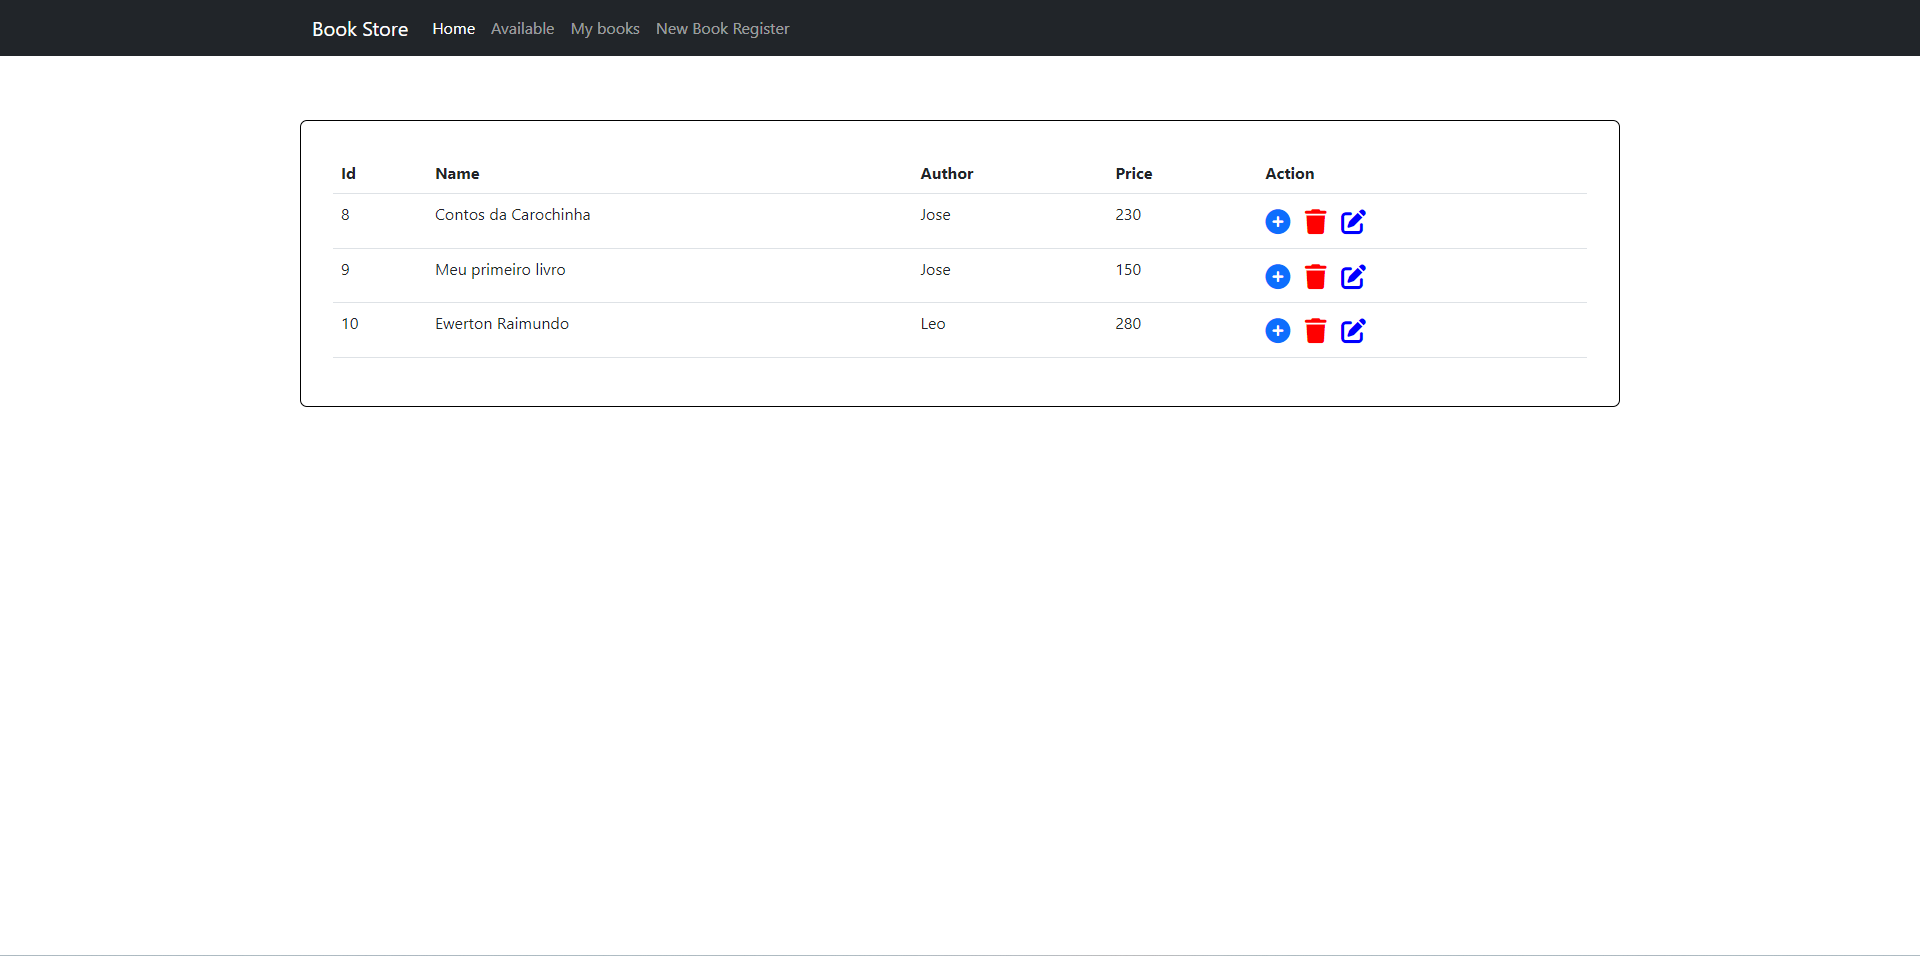 Book Store Home Available My books New Book Register
Id Name Author Price Action
8 Contos da Carochinha Jose 230
9 Meu primeiro livro Jose 150
10 Ewerton Raimundo Leo 280